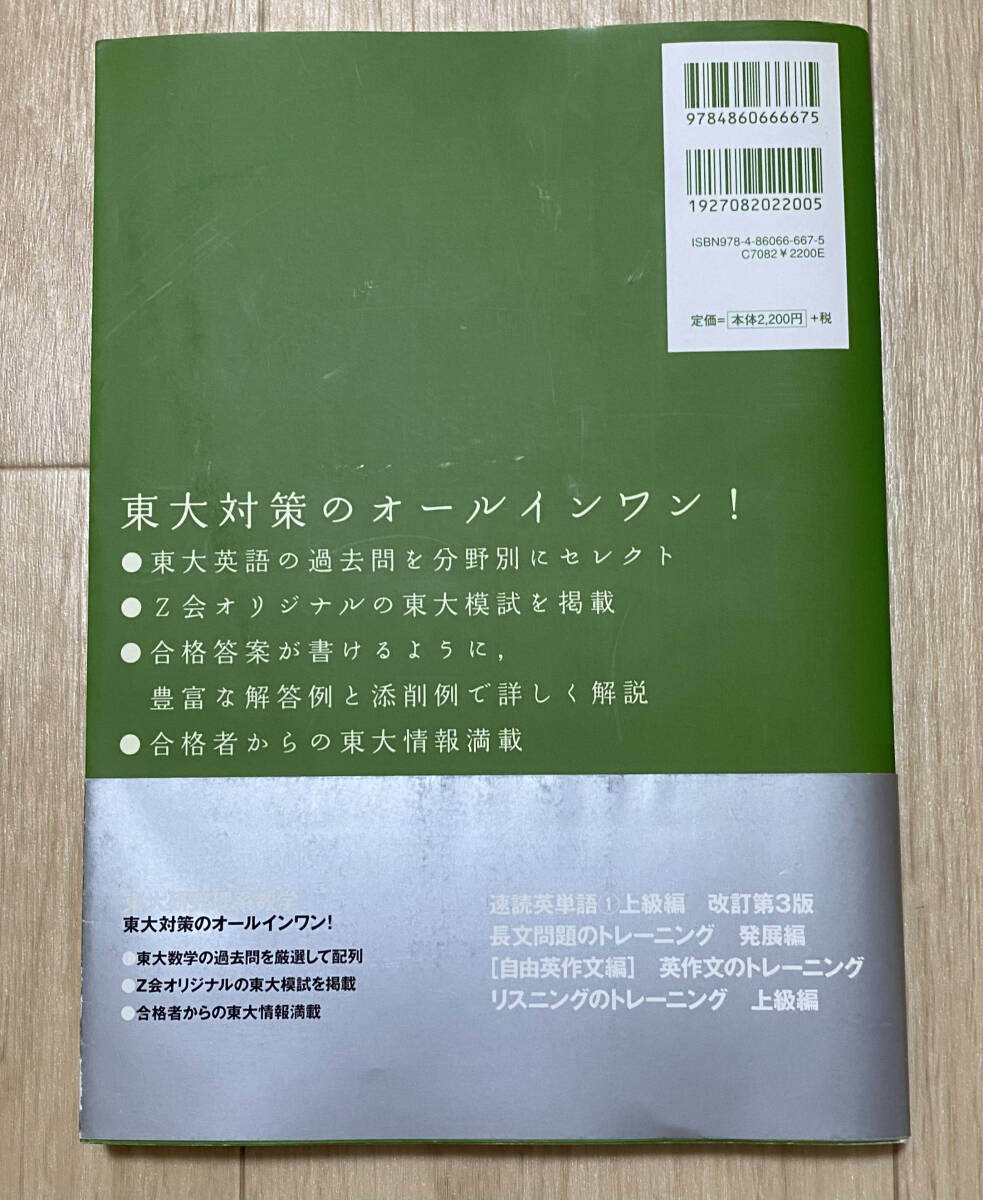 9784860666675
1927082022005
ISBN978-4-86066-667-5
C7082 ¥2200E
定価= 本体2,200円 +税
東大対策のオールインワン!
●東大英語の過去問を分野別にセレクト
●Z会オリジナルの東大模試を掲載
●合格答案が書けるように,
豊富な解答例と添削例で詳しく解説
●合格者からの東大情報満載
東大対策のオールインワン!
●東大数学の過去問を厳選して配列
●Z会オリジナルの東大模試を掲載
●合格者からの東大情報満載
速読英単語①上級編 改訂第3版
長文問題のトレーニング 発展編
[自由英作文編] 英作文のトレーニング
リスニングのトレーニング 上級編